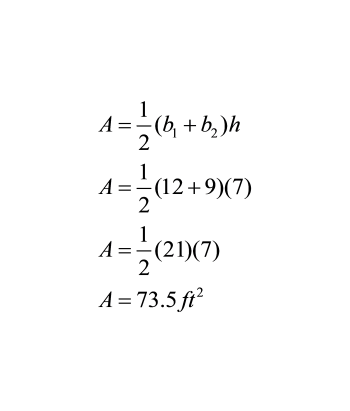 A = 1/2 (b₁ + b₂)h
A = 1/2 (12 + 9)(7)
A = 1/2 (21)(7)
A = 73.5 ft²